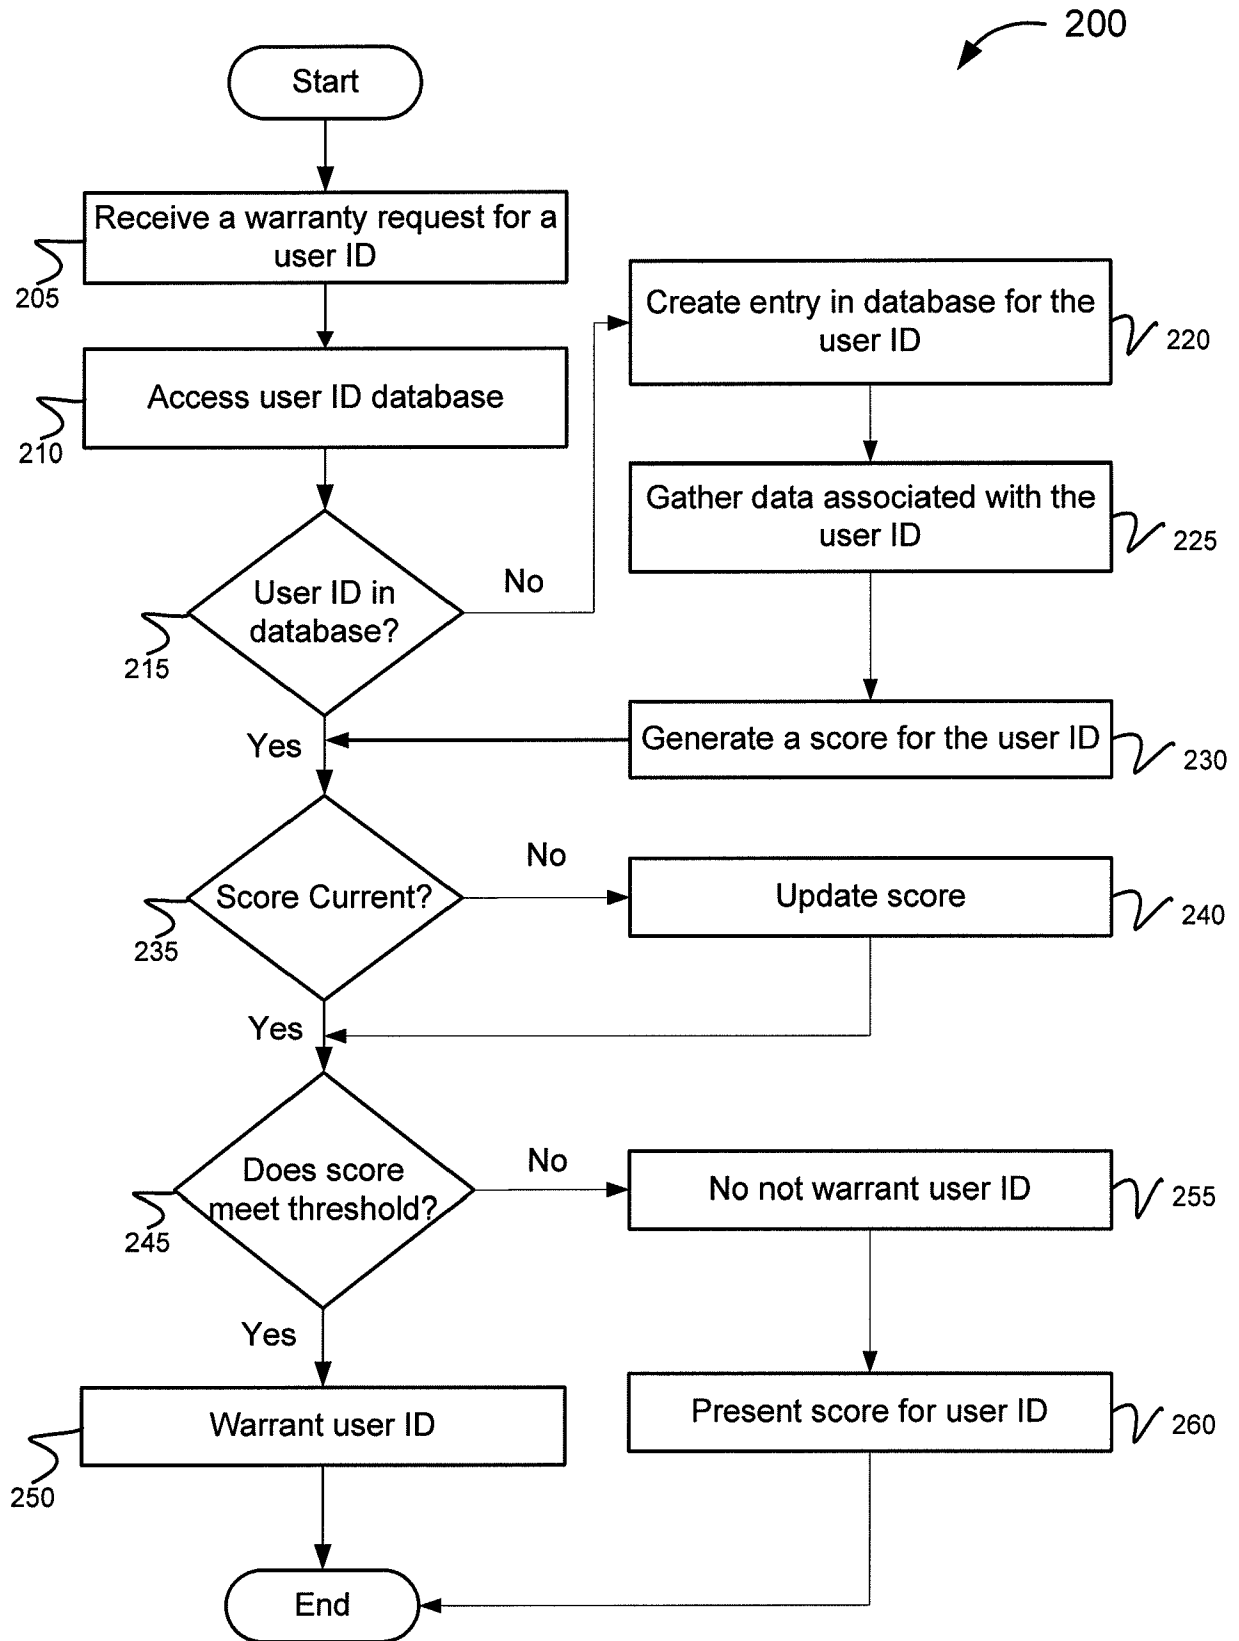 200
Start
Receive a warranty request for a
user ID
205
Create entry in database for the
user ID
220
Access user ID database
210
Gather data associated with the
user ID
225
User ID in
database?
No
215
Yes
Generate a score for the user ID
230
Score Current?
No
235
Update score
240
Yes
Does score
meet threshold?
No
245
No not warrant user ID
255
Yes
Warrant user ID
250
Present score for user ID
260
End